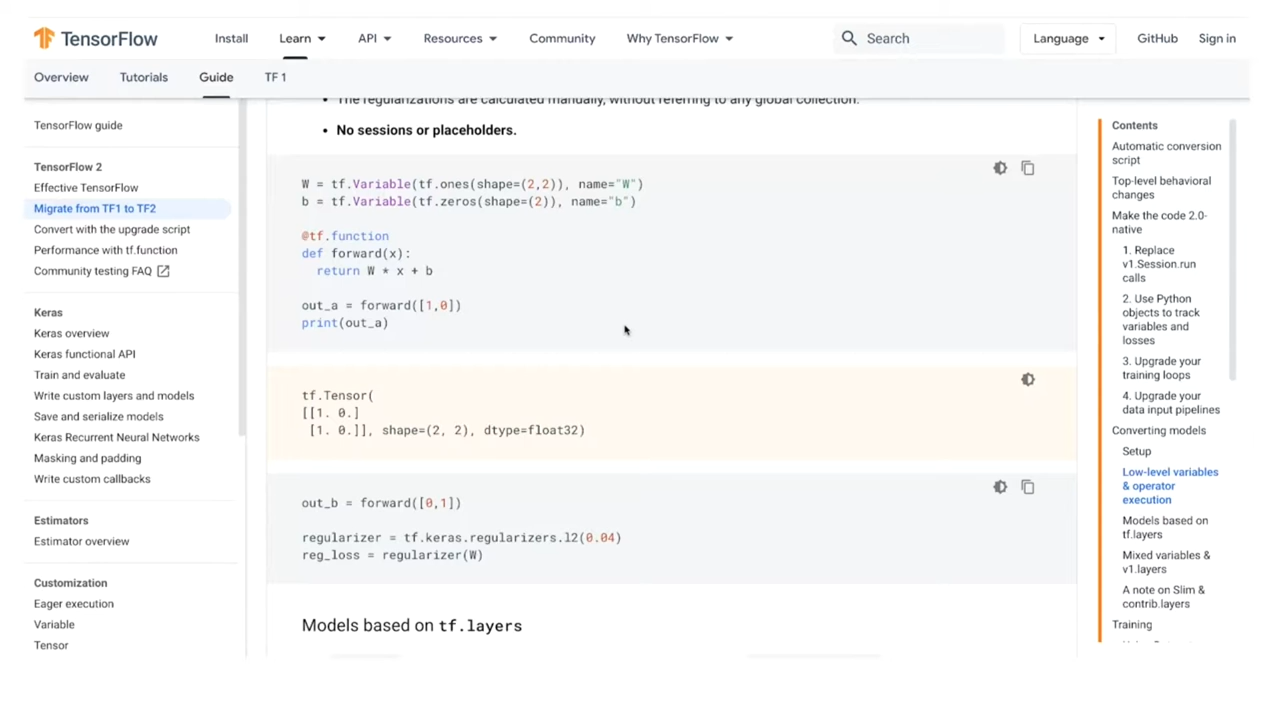 TensorFlow
Install
Learn
API
Resources
Community
Why TensorFlow
Search
Language
GitHub
Sign in
Overview
Tutorials
Guide
TF 1
TensorFlow guide
TensorFlow 2
Effective TensorFlow
Migrate from TF1 to TF2
Convert with the upgrade script
Performance with tf.function
Community testing FAQ
Keras
Keras overview
Keras functional API
Train and evaluate
Write custom layers and models
Save and serialize models
Keras Recurrent Neural Networks
Masking and padding
Write custom callbacks
Estimators
Estimator overview
Customization
Eager execution
Variable
Tensor
• The regularizations are calculated manually, without referring to any global collection.
• No sessions or placeholders.
W = tf.Variable(tf.ones(shape=(2,2)), name="W")
b = tf.Variable(tf.zeros(shape=(2)), name="b")
@tf.function
def forward(x):
  return W * x + b
out_a = forward([1,0])
print(out_a)
tf.Tensor(
[[1. 0.]
 [1. 0.]], shape=(2, 2), dtype=float32)
out_b = forward([0,1])
regularizer = tf.keras.regularizers.l2(0.04)
reg_loss = regularizer(W)
Models based on tf.layers
Contents
Automatic conversion
script
Top-level behavioral
changes
Make the code 2.0-
native
1. Replace
v1.Session.run
calls
2. Use Python
objects to track
variables and
losses
3. Upgrade your
training loops
4. Upgrade your
data input pipelines
Converting models
Setup
Low-level variables
& operator
execution
Models based on
tf.layers
Mixed variables &
v1.layers
A note on Slim &
contrib.layers
Training